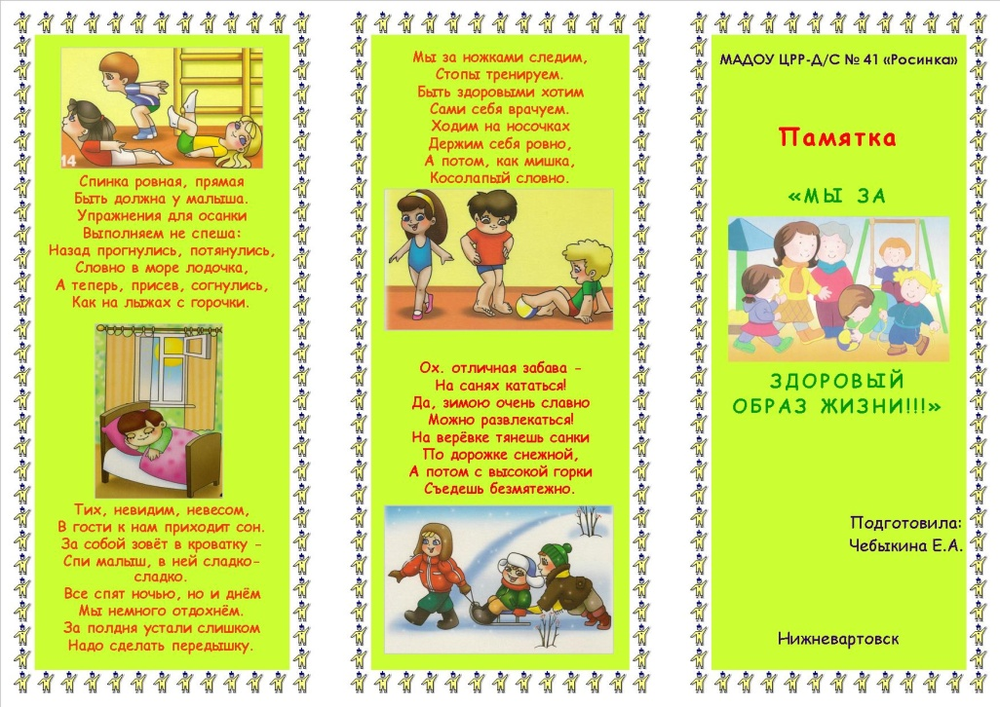 14
Спинка ровная, прямая
Быть должна у малыша.
Упражнения для осанки
Выполняем не спеша:
Назад прогнулись, потянулись,
Словно в море лодочка,
А теперь, присев, согнулись,
Как на лыжах с горочки.
Тих, невидим, невесом,
В гости к нам приходит сон.
За собой зовёт в кроватку -
Спи малыш, в ней сладко-
сладко.
Все спят ночью, но и днём
Мы немного отдохнём.
За полдня устали слишком
Надо сделать передышку.
Мы за ножками следим,
Стопы тренируем.
Быть здоровыми хотим
Сами себя врачуем.
Ходим на носочках
Держим себя ровно,
А потом, как мишка,
Косолапый словно.
Ох. отличная забава -
На санях кататься!
Да, зимою очень славно
Можно развлекаться!
На верёвке тянешь санки
По дорожке снежной,
А потом с высокой горки
Съедешь безмятежно.
МАДОУ ЦРР-Д/С № 41 «Росинка»
Памятка
«МЫ ЗА
ЗДОРОВЫЙ
ОБРАЗ ЖИЗНИ!!!»
Подготовила:
Чебыкина Е.А.
Нижневартовск